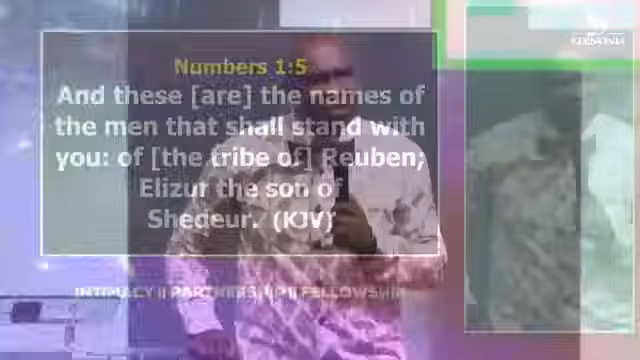 Numbers 1:5
And these [are] the names of
the men that shall stand with
you: of [the tribe of] Reuben;
Elizur the son of
Shedeur. (KJV)
INTIMACY || PARTNERSHIP || FELLOWSHIP